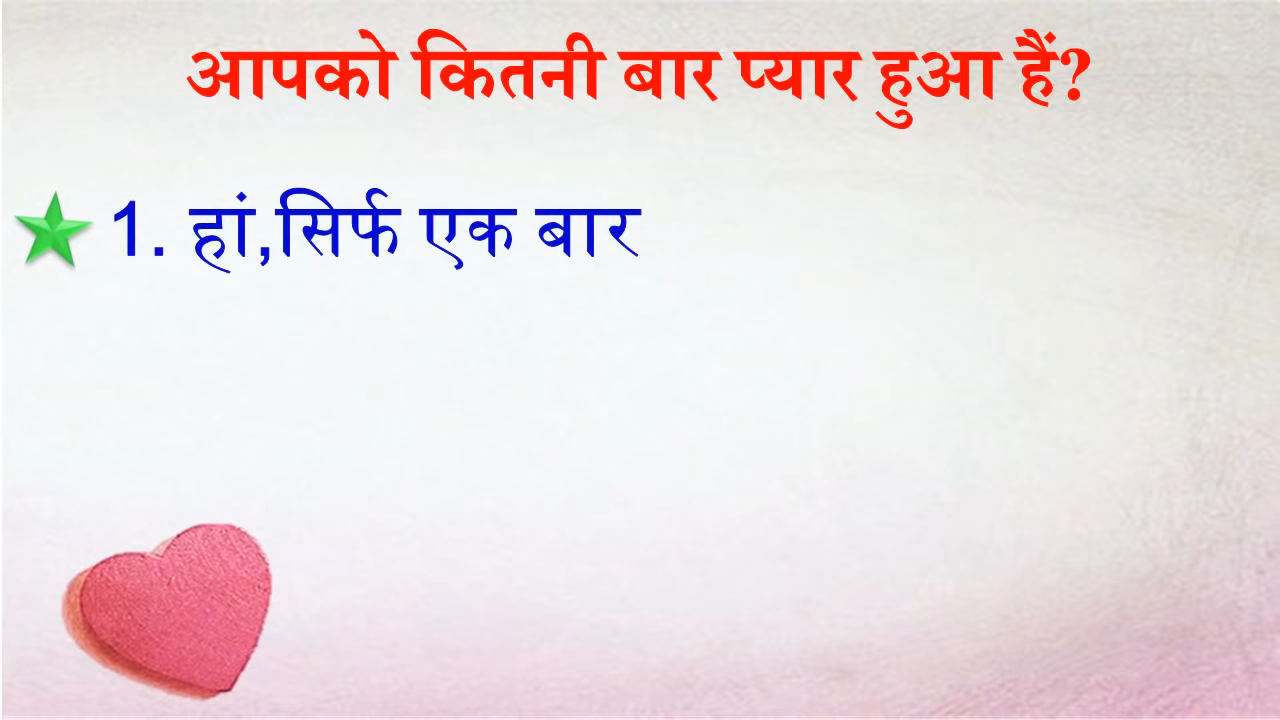 आपको कितनी बार प्यार हुआ हैं?
1. हां,सिर्फ एक बार